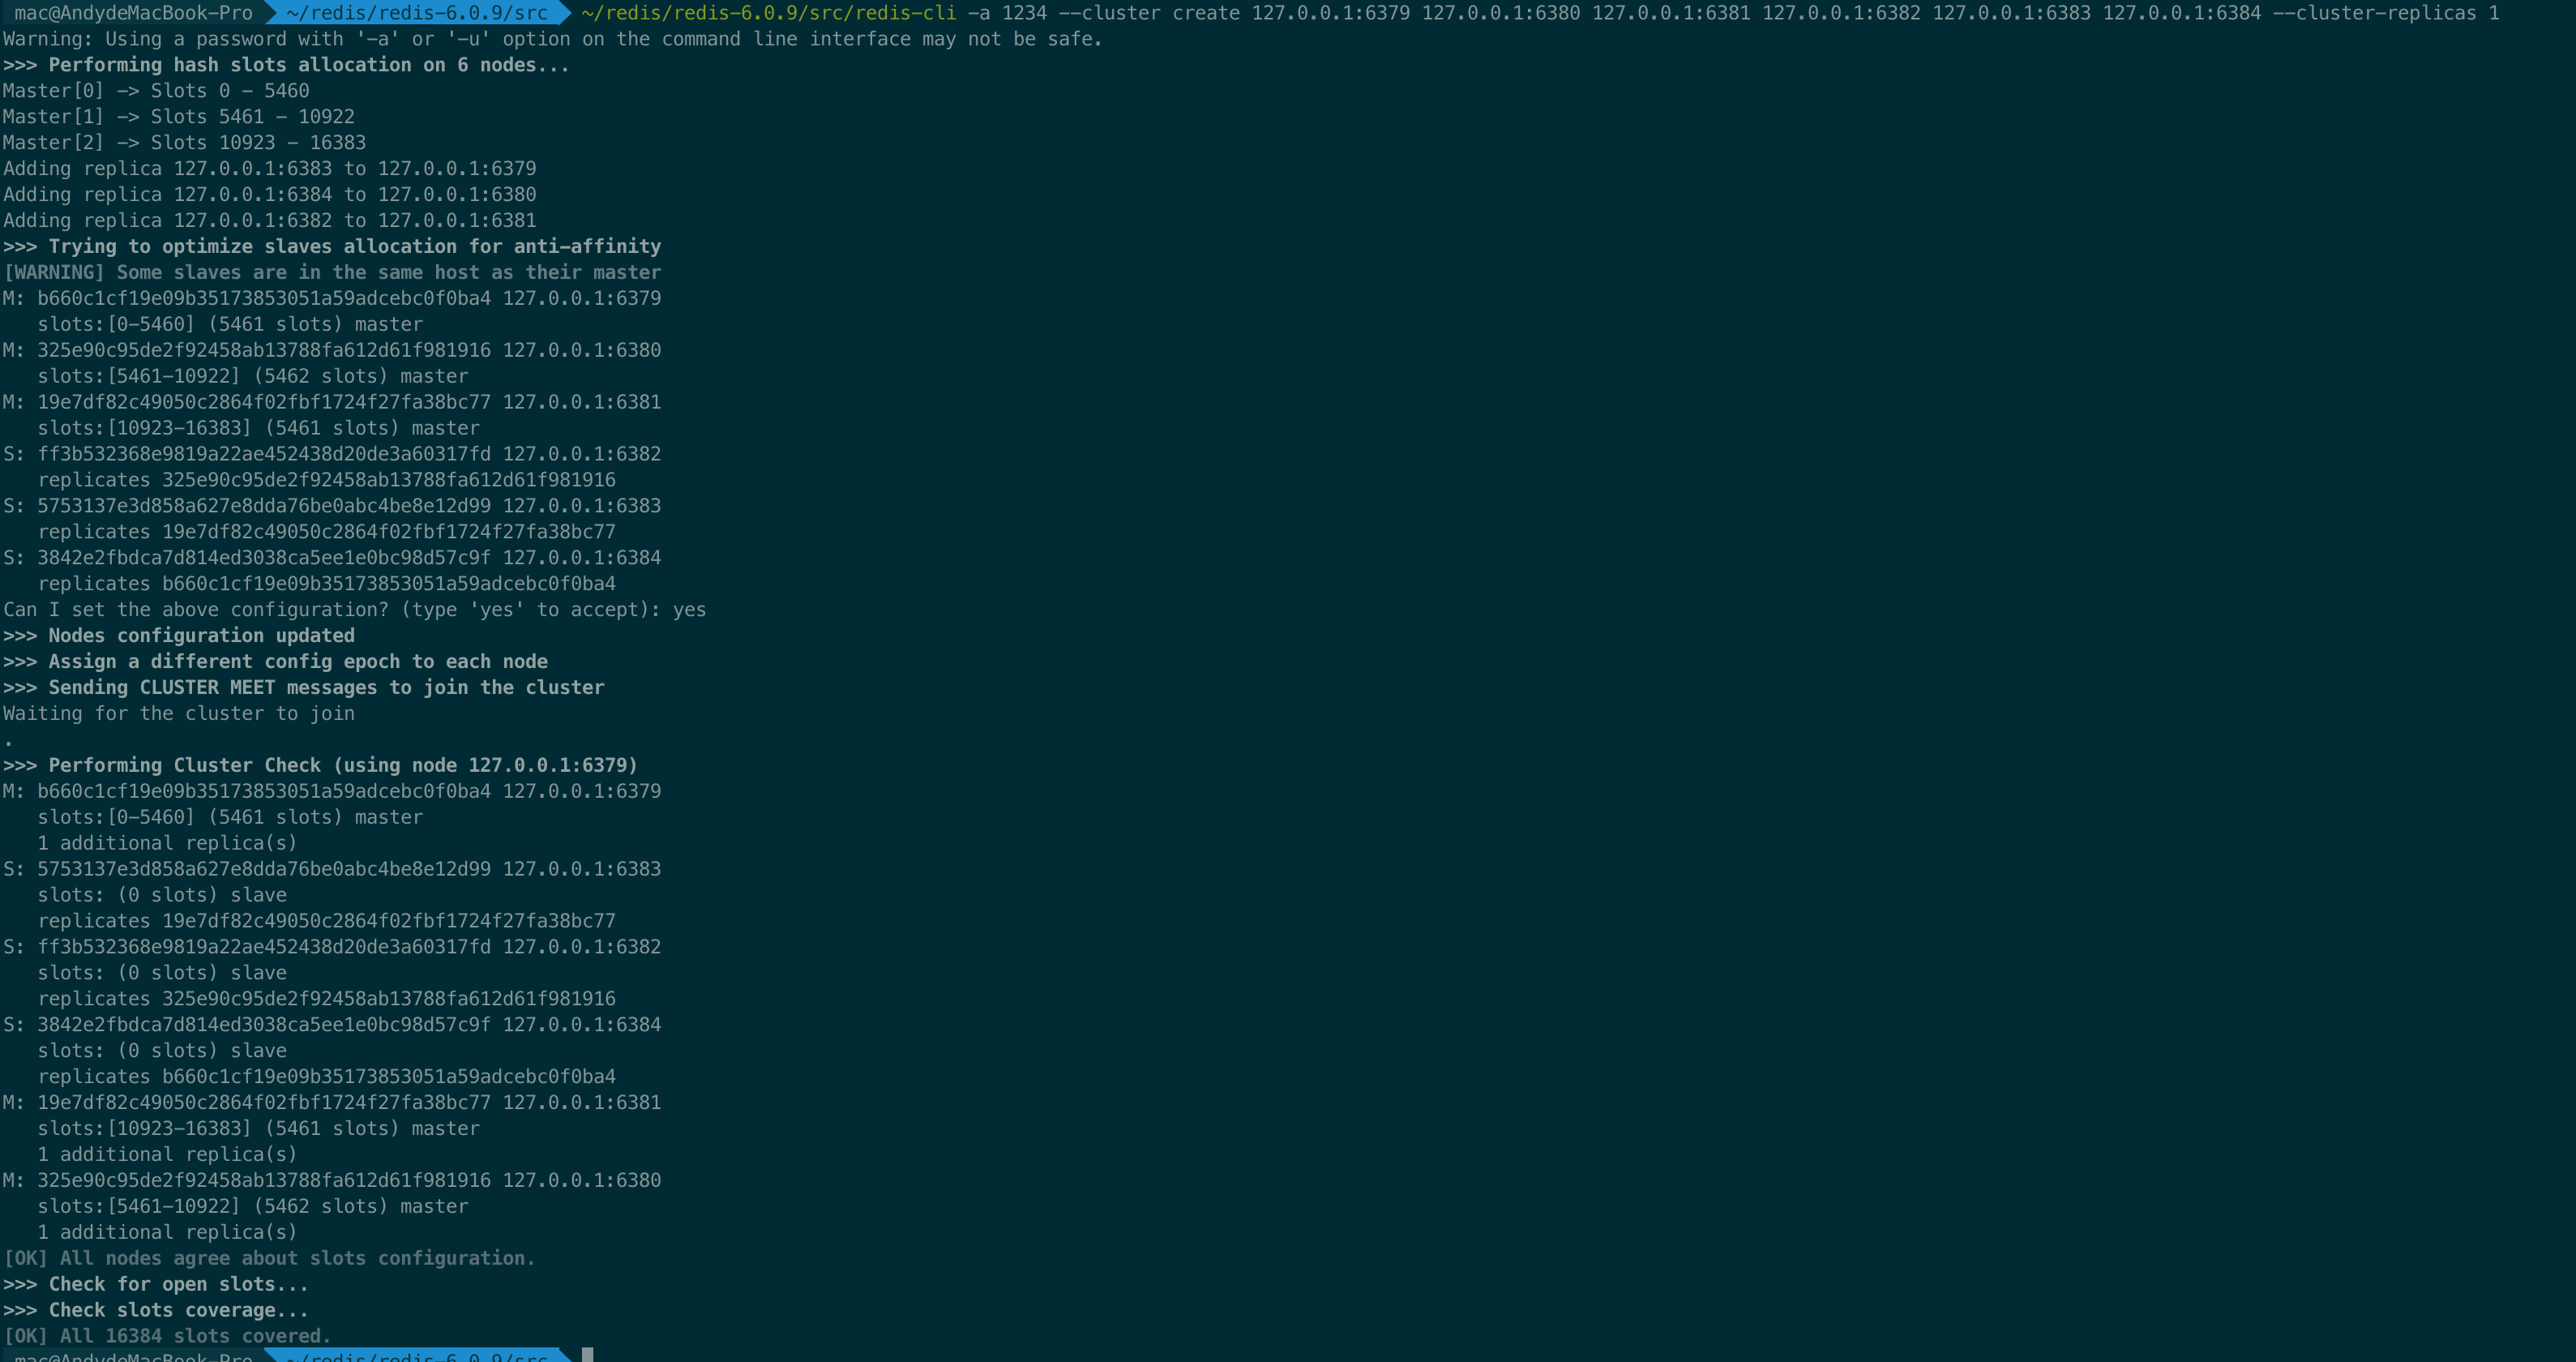 mac@AndydeMacBook-Pro ~/redis/redis-6.0.9/src ~/redis/redis-6.0.9/src/redis-cli -a 1234 --cluster create 127.0.0.1:6379 127.0.0.1:6380 127.0.0.1:6381 127.0.0.1:6382 127.0.0.1:6383 127.0.0.1:6384 --cluster-replicas 1
Warning: Using a password with '-a' or '-u' option on the command line interface may not be safe.
>>> Performing hash slots allocation on 6 nodes...
Master[0] -> Slots 0 - 5460
Master[1] -> Slots 5461 - 10922
Master[2] -> Slots 10923 - 16383
Adding replica 127.0.0.1:6383 to 127.0.0.1:6379
Adding replica 127.0.0.1:6384 to 127.0.0.1:6380
Adding replica 127.0.0.1:6382 to 127.0.0.1:6381
>>> Trying to optimize slaves allocation for anti-affinity
[WARNING] Some slaves are in the same host as their master
M: b660c1cf19e09b35173853051a59adcebc0f0ba4 127.0.0.1:6379
   slots:[0-5460] (5461 slots) master
M: 325e90c95de2f92458ab13788fa612d61f981916 127.0.0.1:6380
   slots:[5461-10922] (5462 slots) master
M: 19e7df82c49050c2864f02fbf1724f27fa38bc77 127.0.0.1:6381
   slots:[10923-16383] (5461 slots) master
S: ff3b532368e9819a22ae452438d20de3a60317fd 127.0.0.1:6382
   replicates 325e90c95de2f92458ab13788fa612d61f981916
S: 5753137e3d858a627e8dda76be0abc4be8e12d99 127.0.0.1:6383
   replicates 19e7df82c49050c2864f02fbf1724f27fa38bc77
S: 3842e2fbdca7d814ed3038ca5ee1e0bc98d57c9f 127.0.0.1:6384
   replicates b660c1cf19e09b35173853051a59adcebc0f0ba4
Can I set the above configuration? (type 'yes' to accept): yes
>>> Nodes configuration updated
>>> Assign a different config epoch to each node
>>> Sending CLUSTER MEET messages to join the cluster
Waiting for the cluster to join
.
>>> Performing Cluster Check (using node 127.0.0.1:6379)
M: b660c1cf19e09b35173853051a59adcebc0f0ba4 127.0.0.1:6379
   slots:[0-5460] (5461 slots) master
   1 additional replica(s)
S: 5753137e3d858a627e8dda76be0abc4be8e12d99 127.0.0.1:6383
   slots: (0 slots) slave
   replicates 19e7df82c49050c2864f02fbf1724f27fa38bc77
S: ff3b532368e9819a22ae452438d20de3a60317fd 127.0.0.1:6382
   slots: (0 slots) slave
   replicates 325e90c95de2f92458ab13788fa612d61f981916
S: 3842e2fbdca7d814ed3038ca5ee1e0bc98d57c9f 127.0.0.1:6384
   slots: (0 slots) slave
   replicates b660c1cf19e09b35173853051a59adcebc0f0ba4
M: 19e7df82c49050c2864f02fbf1724f27fa38bc77 127.0.0.1:6381
   slots:[10923-16383] (5461 slots) master
   1 additional replica(s)
M: 325e90c95de2f92458ab13788fa612d61f981916 127.0.0.1:6380
   slots:[5461-10922] (5462 slots) master
   1 additional replica(s)
[OK] All nodes agree about slots configuration.
>>> Check for open slots...
>>> Check slots coverage...
[OK] All 16384 slots covered.
mac@AndydeMacBook-Pro ~/redis/redis-6.0.9/src